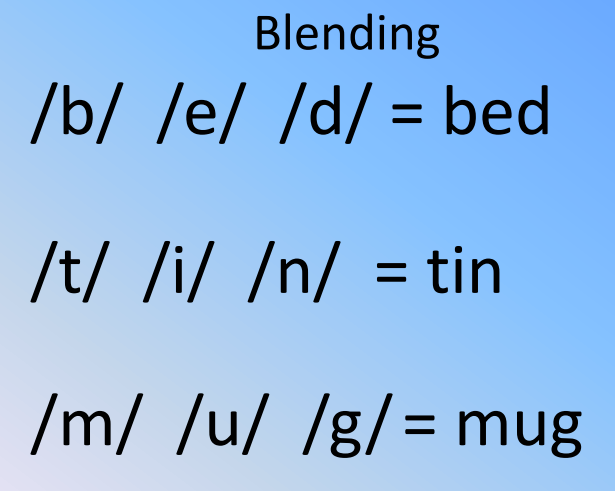 Blending
/b/ /e/ /d/ = bed
/t/ /i/ /n/ = tin
/m/ /u/ /g/ = mug